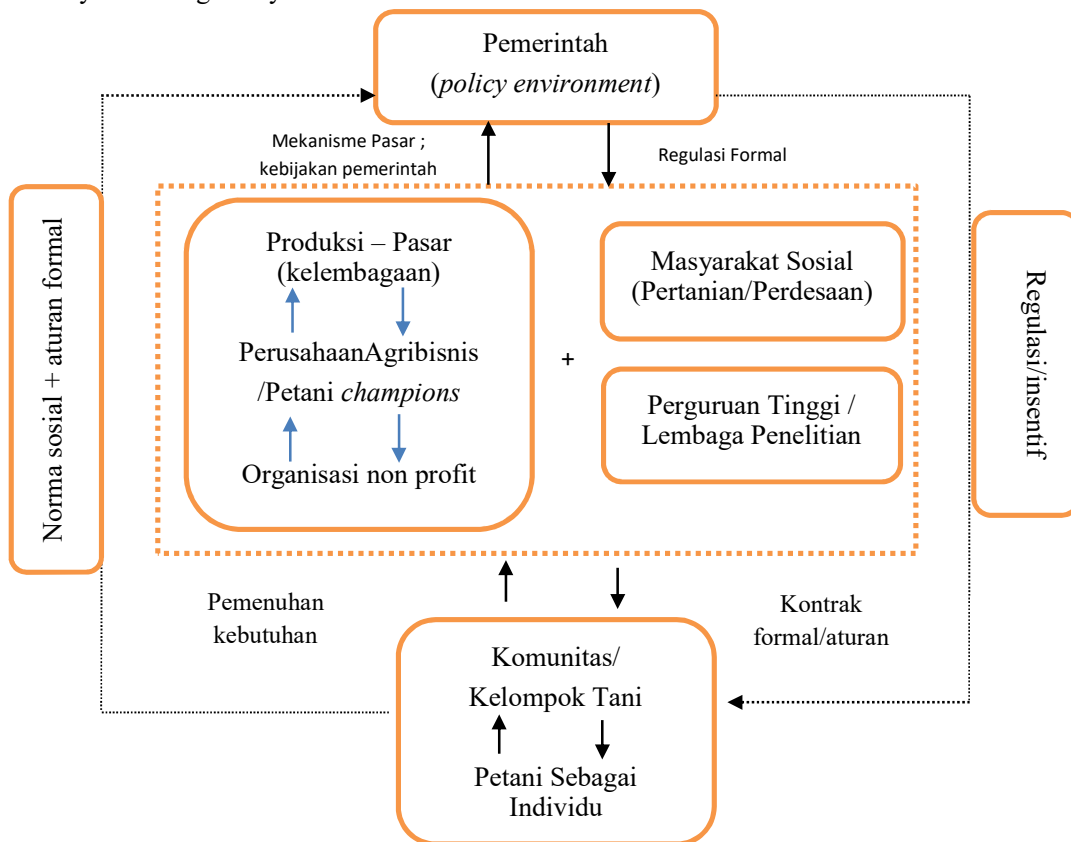 Pemerintah
(policy environment)
Mekanisme Pasar ;
kebijakan pemerintah
Regulasi Formal
Norma sosial + aturan formal
Produksi – Pasar
(kelembagaan)
PerusahaanAgribisnis
/Petani champions
Organisasi non profit
+
Masyarakat Sosial
(Pertanian/Perdesaan)
Perguruan Tinggi /
Lembaga Penelitian
Regulasi/insentif
Pemenuhan
kebutuhan
Kontrak
formal/aturan
Komunitas/
Kelompok Tani
Petani Sebagai
Individu